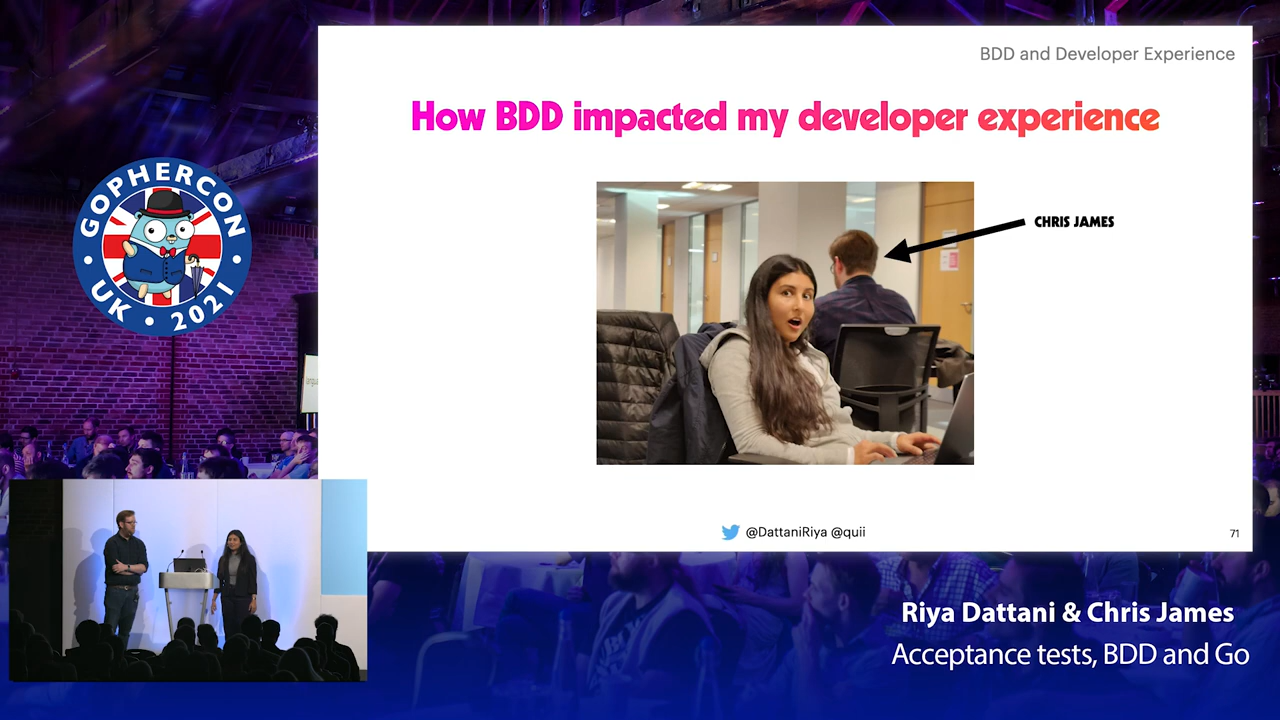 BDD and Developer Experience
How BDD impacted my developer experience
CHRIS JAMES
GOPHERCON
UK • 2021
@DattaniRiya @quii
71
Riya Dattani & Chris James
Acceptance tests, BDD and Go